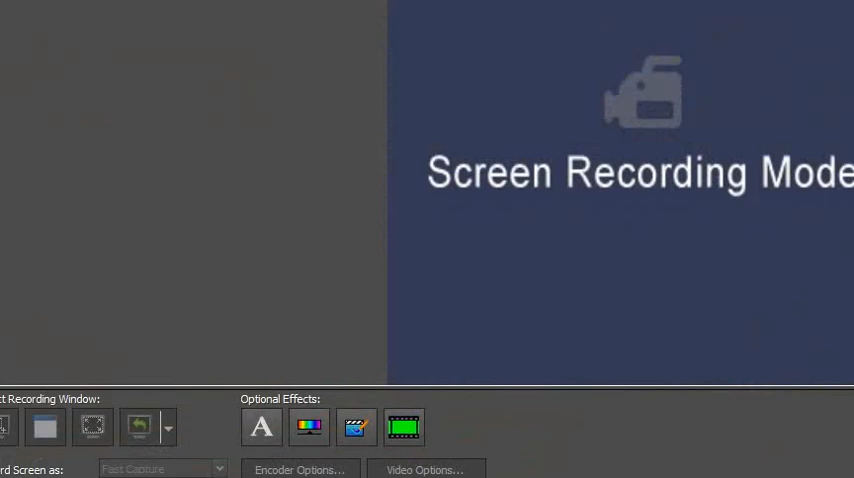 Screen Recording Mode
ct Recording Window:
Optional Effects:
A
rd Screen as:
Fast Capture
Encoder Options...
Video Options...